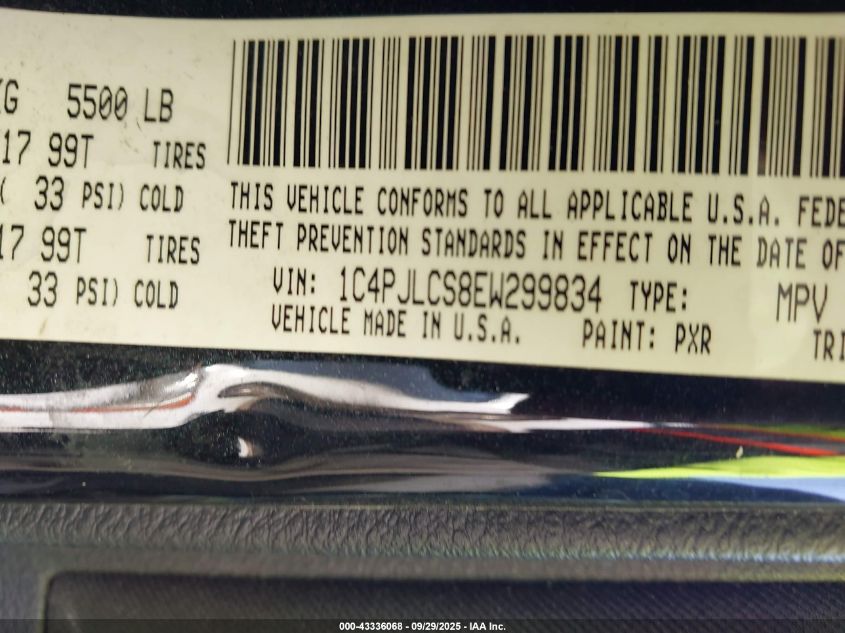 5500 LB
17 99T TIRES
33 PSI) COLD
17 99T TIRES
33 PSI) COLD
THIS VEHICLE CONFORMS TO ALL APPLICABLE U.S.A. FEDE
THEFT PREVENTION STANDARDS IN EFFECT ON THE DATE OF
VIN: 1C4PJLCS8EW299834 TYPE: MPV
VEHICLE MADE IN U.S.A. PAINT: PXR TRI
000-43336068 - 09/29/2025 - IAA Inc.